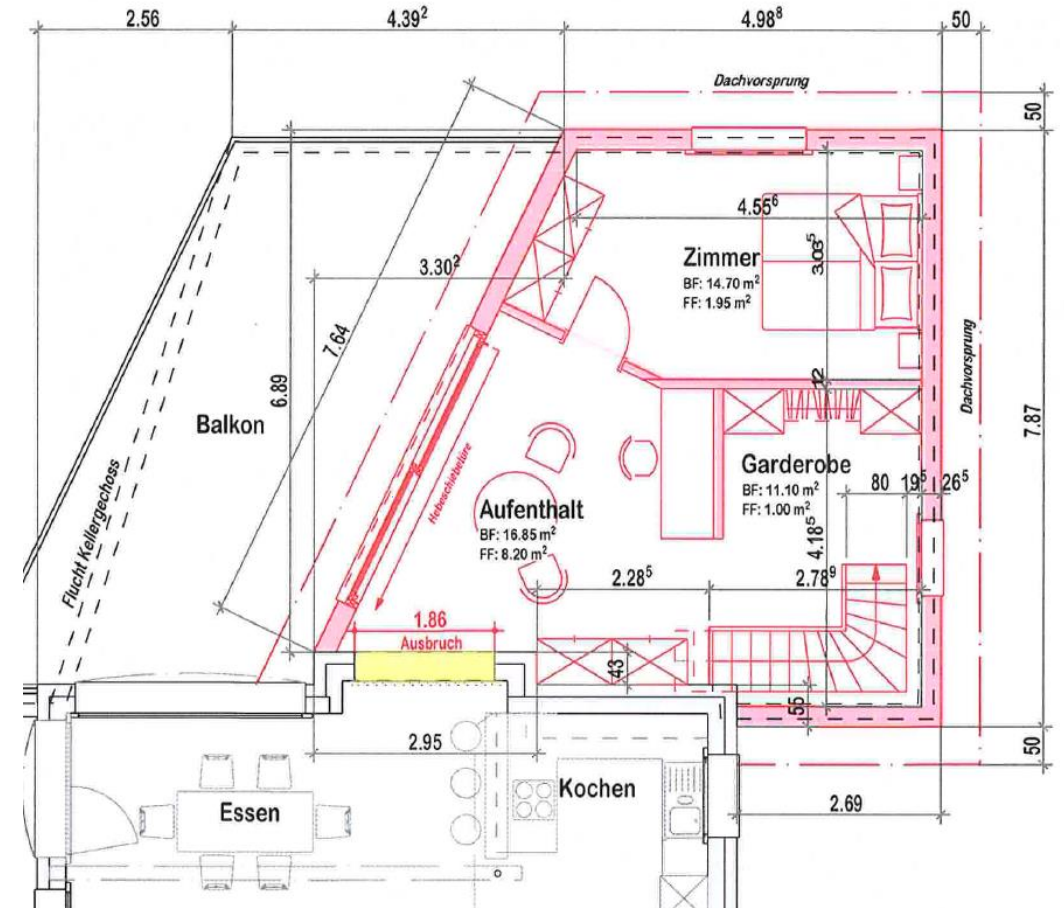 2.56
4.39²
4.98⁸
50
Dachvorsprung
50
4.55⁶
3.30²
Zimmer
BF: 14.70 m²
FF: 1.95 m²
3.03⁵
7.64
6.89
12
Dachvorsprung
7.87
Balkon
Hebeschiebetüre
Garderobe
BF: 11.10 m²
FF: 1.00 m²
80
19⁵
26⁵
Flucht Kellergechoss
Aufenthalt
BF: 16.85 m²
FF: 8.20 m²
4.18⁵
2.28⁵
2.78⁹
1.86
Ausbruch
43
55
50
2.95
Kochen
Essen
2.69